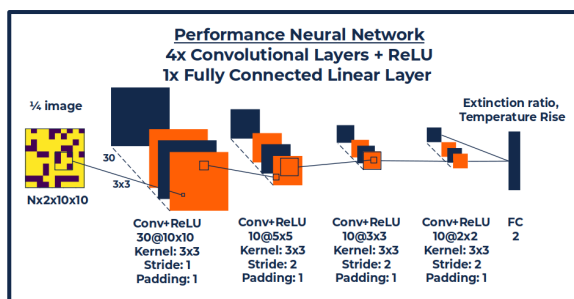 Performance Neural Network
4x Convolutional Layers + ReLU
1x Fully Connected Linear Layer
¼ image
Extinction ratio,
Temperature Rise
30
3x3
Nx2x10x10
Conv+ReLU
30@10x10
Kernel: 3x3
Stride: 1
Padding: 1
Conv+ReLU
10@5x5
Kernel: 3x3
Stride: 2
Padding: 1
Conv+ReLU
10@3x3
Kernel: 3x3
Stride: 2
Padding: 1
Conv+ReLU
10@2x2
Kernel: 3x3
Stride: 2
Padding: 1
FC
2